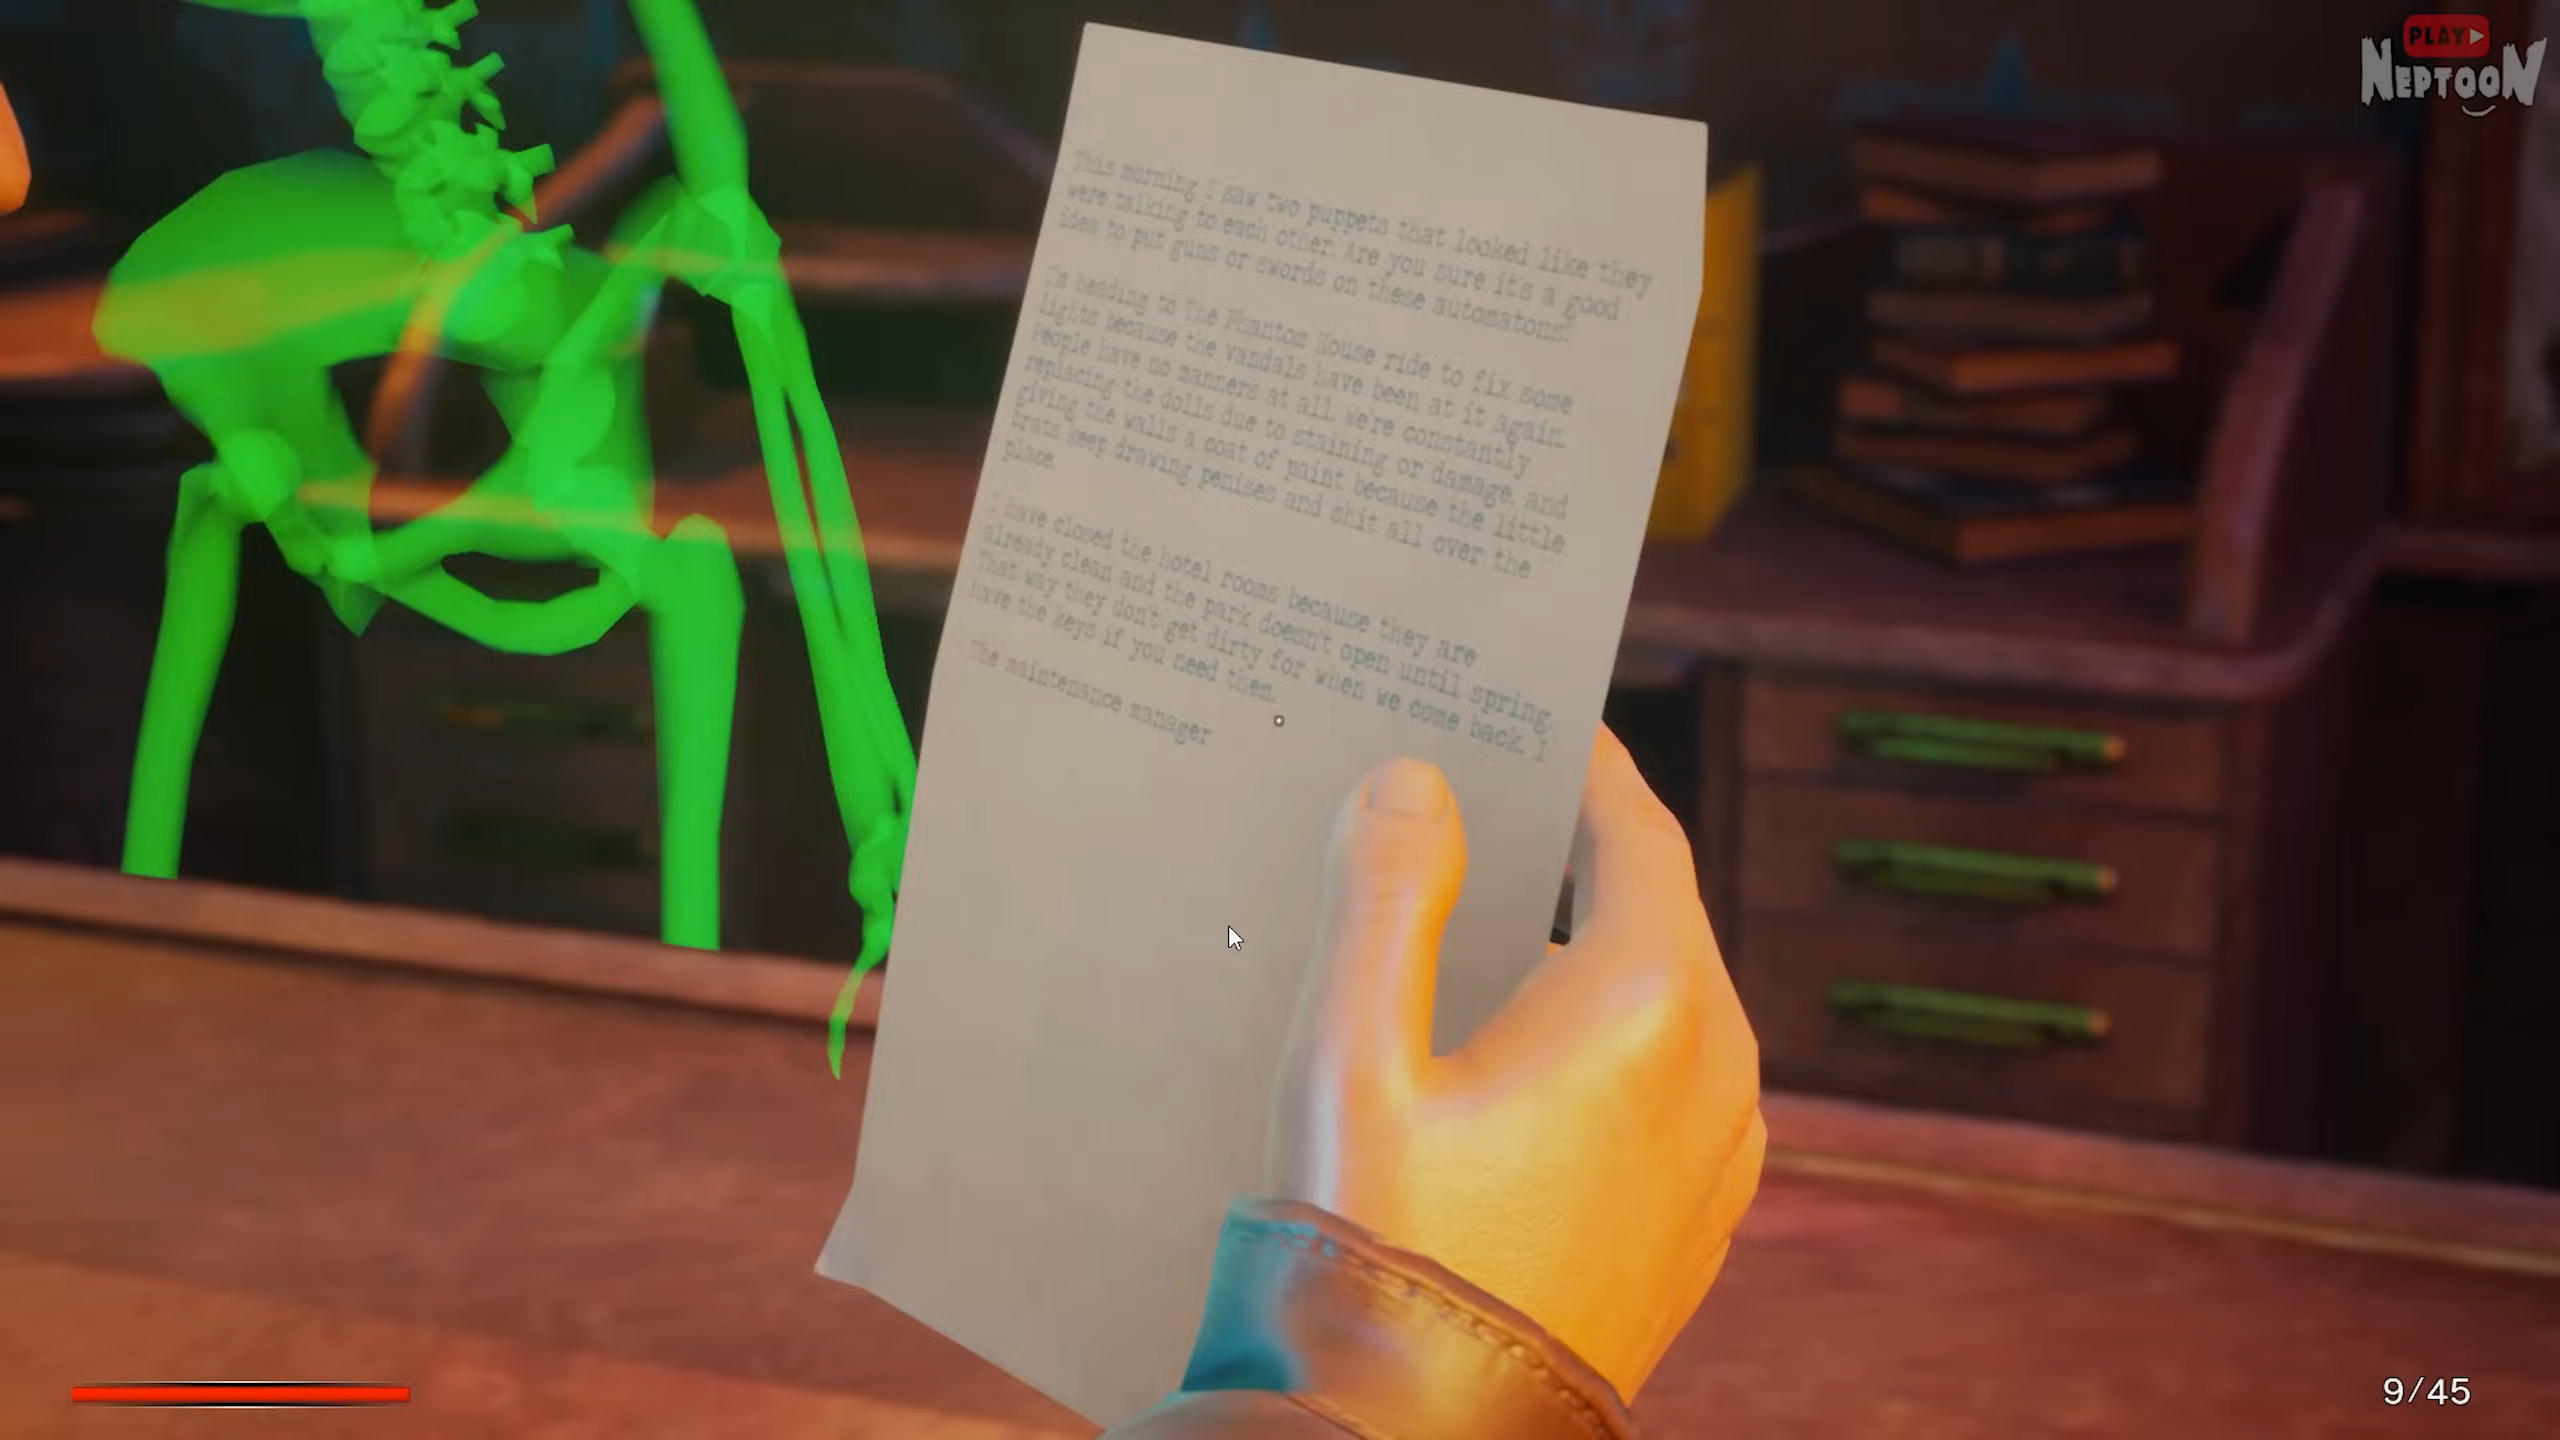 PLAY
NEPTOON
This morning I saw two puppets that looked like they
were talking to each other. Are you sure it's a good
idea to put guns or swords on these automatons?
I'm heading to The Phantom House ride to fix some
lights because the vandals have been at it again.
People have no manners at all. We're constantly
replacing the dolls due to staining or damage, and
giving the walls a coat of paint because the little
brats keep drawing penises and shit all over the
place.
I have closed the hotel rooms because they are
already clean and the park doesn't open until spring.
That way they don't get dirty for when we come back. I
have the keys if you need them.
- The maintenance manager
9/45